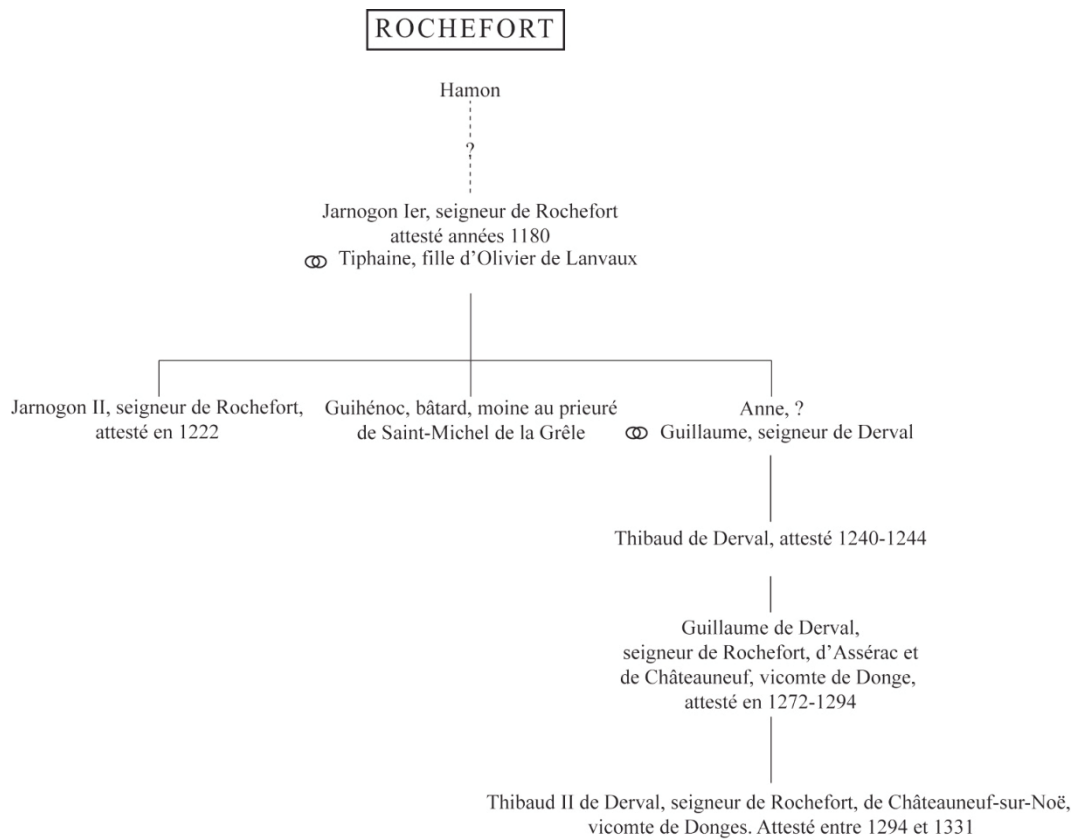 ROCHEFORT
Hamon
?
Jarnogon Ier, seigneur de Rochefort
attesté années 1180
Tiphaine, fille d’Olivier de Lanvaux
Jarnogon II, seigneur de Rochefort,
attesté en 1222
Guihénoc, bâtard, moine au prieuré
de Saint-Michel de la Grêle
Anne, ?
Guillaume, seigneur de Derval
Thibaud de Derval, attesté 1240-1244
Guillaume de Derval,
seigneur de Rochefort, d’Assérac et
de Châteauneuf, vicomte de Donge,
attesté en 1272-1294
Thibaud II de Derval, seigneur de Rochefort, de Châteauneuf-sur-Noë,
vicomte de Donges. Attesté entre 1294 et 1331